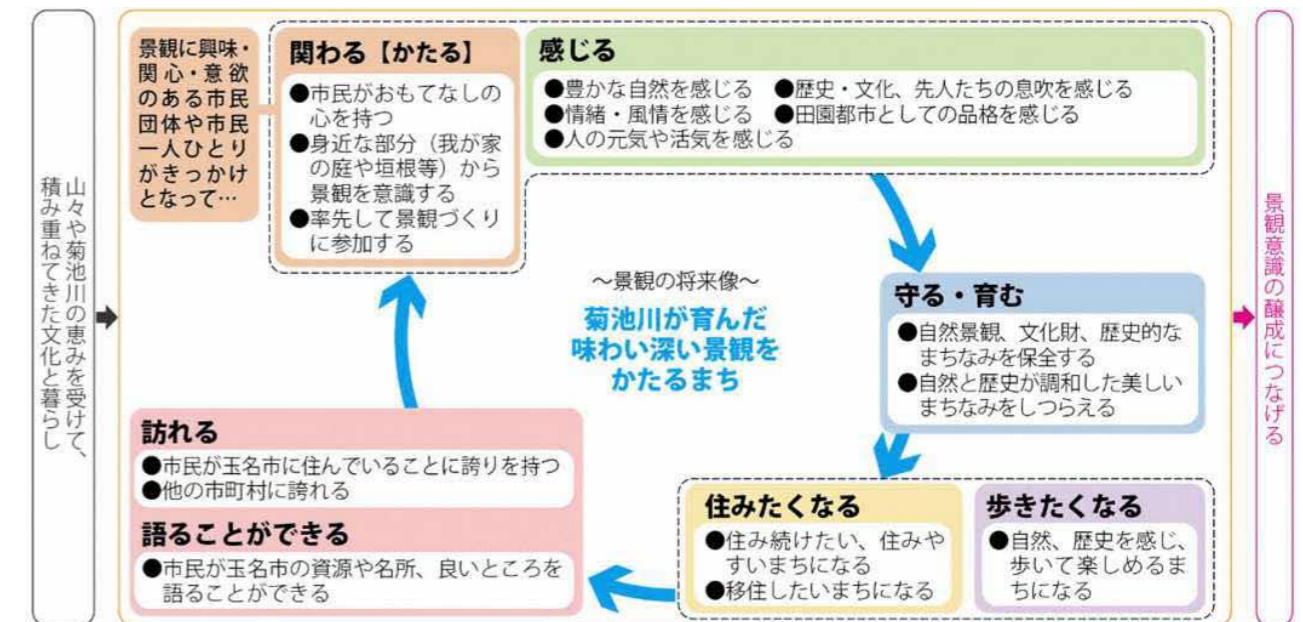 山々や菊池川の恵みを受けて、
積み重ねてきた文化と暮らし
景観に興味・
関心・意欲
のある市民
団体や市民
一人ひとり
がきっかけ
となって…
関わる【かたる】
●市民がおもてなしの
心を持つ
●身近な部分（我が家
の庭や垣根等）から
景観を意識する
●率先して景観づくり
に参加する
感じる
●豊かな自然を感じる ●歴史・文化、先人たちの息吹を感じる
●情緒・風情を感じる ●田園都市としての品格を感じる
●人の元気や活気を感じる
～景観の将来像～
菊池川が育んだ
味わい深い景観を
かたるまち
守る・育む
●自然景観、文化財、歴史的な
まちなみを保全する
●自然と歴史が調和した美しい
まちなみをしつらえる
住みたくなる
●住み続けたい、住みや
すいまちになる
●移住したいまちになる
歩きたくなる
●自然、歴史を感じ、
歩いて楽しめるま
ちになる
訪れる
●市民が玉名市に住んでいることに誇りを持つ
●他の市町村に誇れる
語ることができる
●市民が玉名市の資源や名所、良いところを
語ることができる
景観意識の醸成につなげる